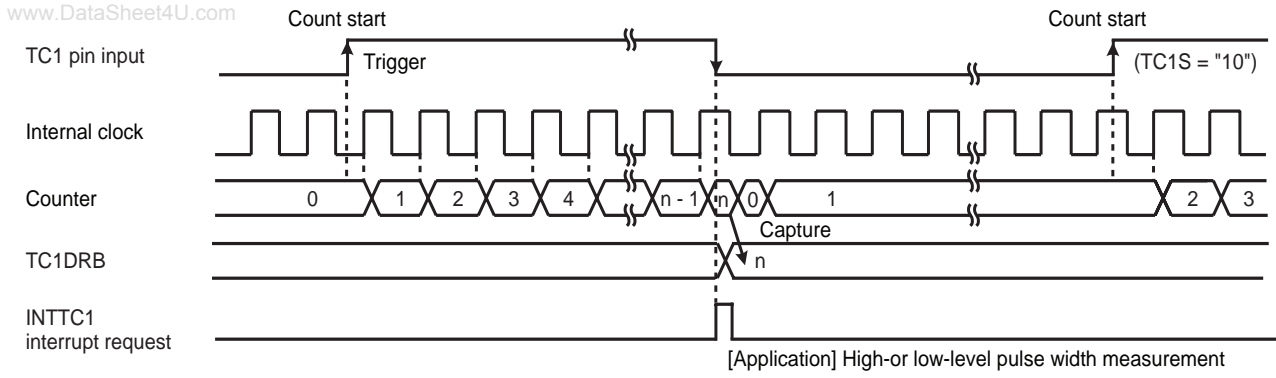 www.DataSheet4U.com
Count start
Count start
TC1 pin input
Trigger
(TC1S = "10")
Internal clock
Counter
0
1
2
3
4
n - 1
n
0
1
2
3
Capture
TC1DRB
n
INTTC1
interrupt request
[Application] High-or low-level pulse width measurement